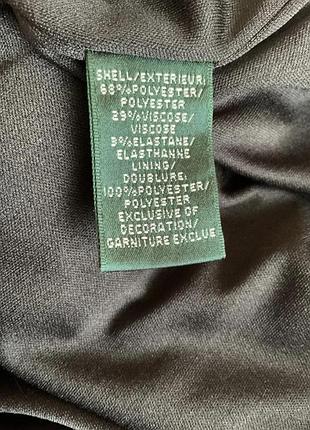 SHELL/EXTERIEUR:
68%POLYESTER/
POLYESTER
29%VISCOSE/
VISCOSE
3%ELASTANE/
ELASTHANNE
LINING/
DOUBLURE:
100%POLYESTER/
POLYESTER
EXCLUSIVE OF
DECORATION/
GARNITURE EXCLUE